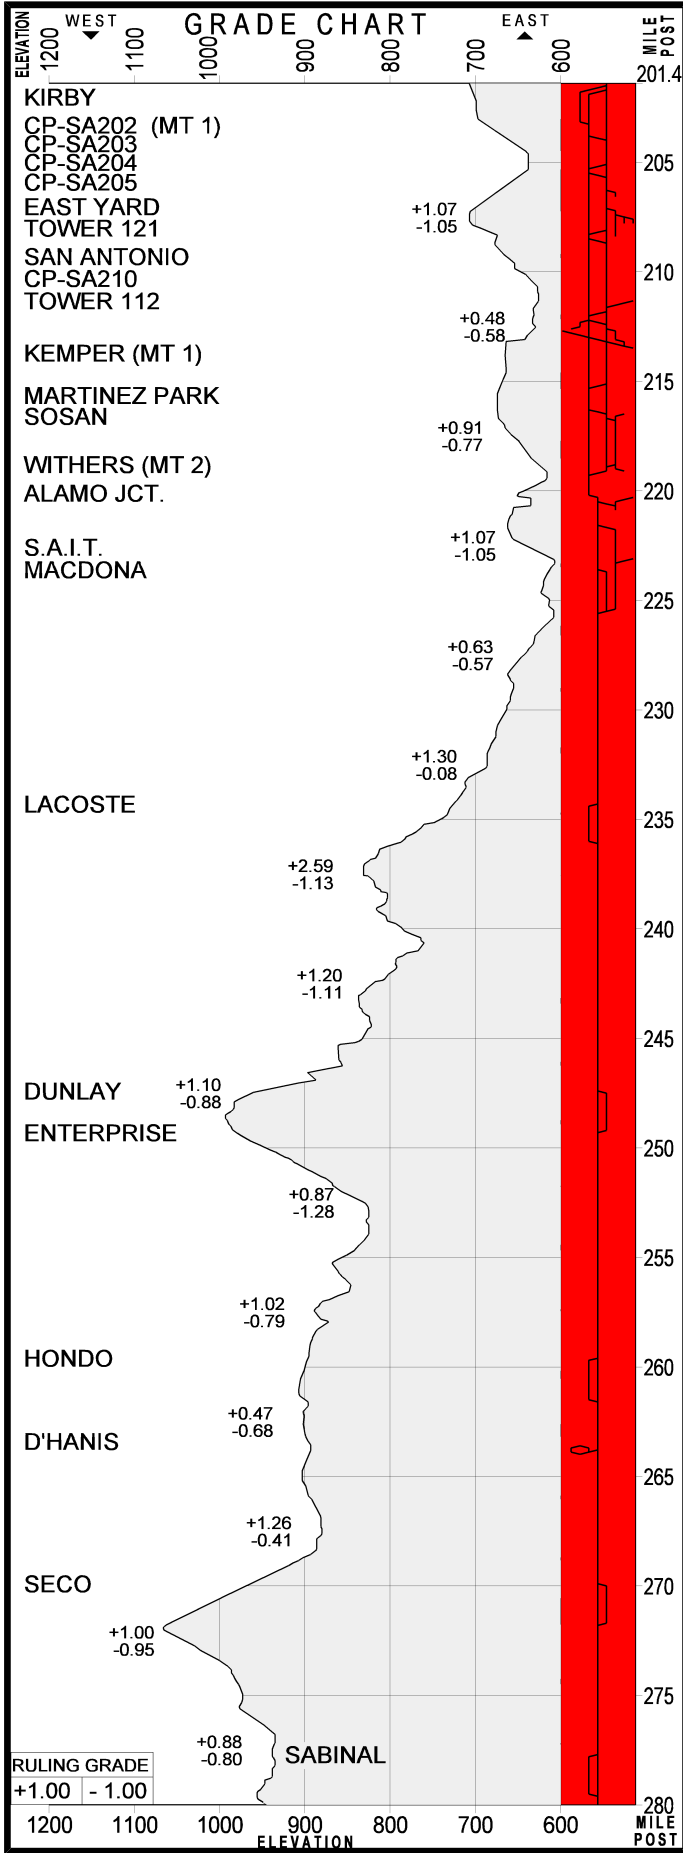 WEST GRADE CHART EAST
ELEVATION 1200 1100 1000 900 800 700 600 MILE POST
201.4
KIRBY
CP-SA202 (MT 1)
CP-SA203
CP-SA204
CP-SA205
205
EAST YARD
+1.07
TOWER 121
-1.05
SAN ANTONIO
210
CP-SA210
TOWER 112
+0.48
-0.58
KEMPER (MT 1)
215
MARTINEZ PARK
SOSAN
+0.91
-0.77
WITHERS (MT 2)
220
ALAMO JCT.
+1.07
S.A.I.T.
-1.05
MACDONA
225
+0.63
-0.57
230
+1.30
-0.08
LACOSTE
235
+2.59
-1.13
240
+1.20
-1.11
245
DUNLAY
+1.10
-0.88
ENTERPRISE
250
+0.87
-1.28
255
+1.02
-0.79
HONDO
260
+0.47
-0.68
D'HANIS
265
+1.26
-0.41
SECO
270
+1.00
-0.95
275
+0.88
-0.80
SABINAL
RULING GRADE
+1.00 - 1.00
280
1200 1100 1000 900 800 700 600
ELEVATION
MILE
POST